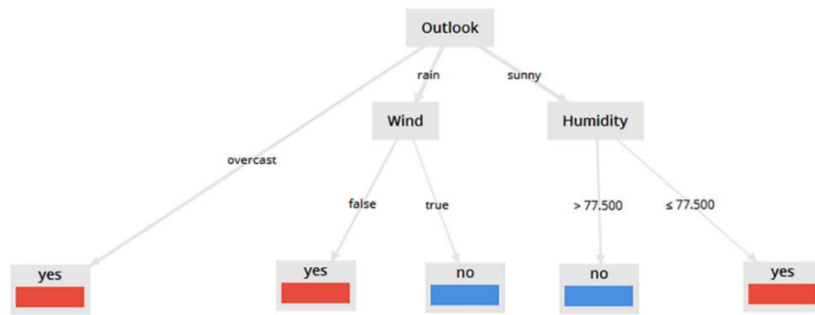 Outlook
rain
sunny
Wind
Humidity
overcast
false
true
> 77.500
≤ 77.500
yes
yes
no
no
yes